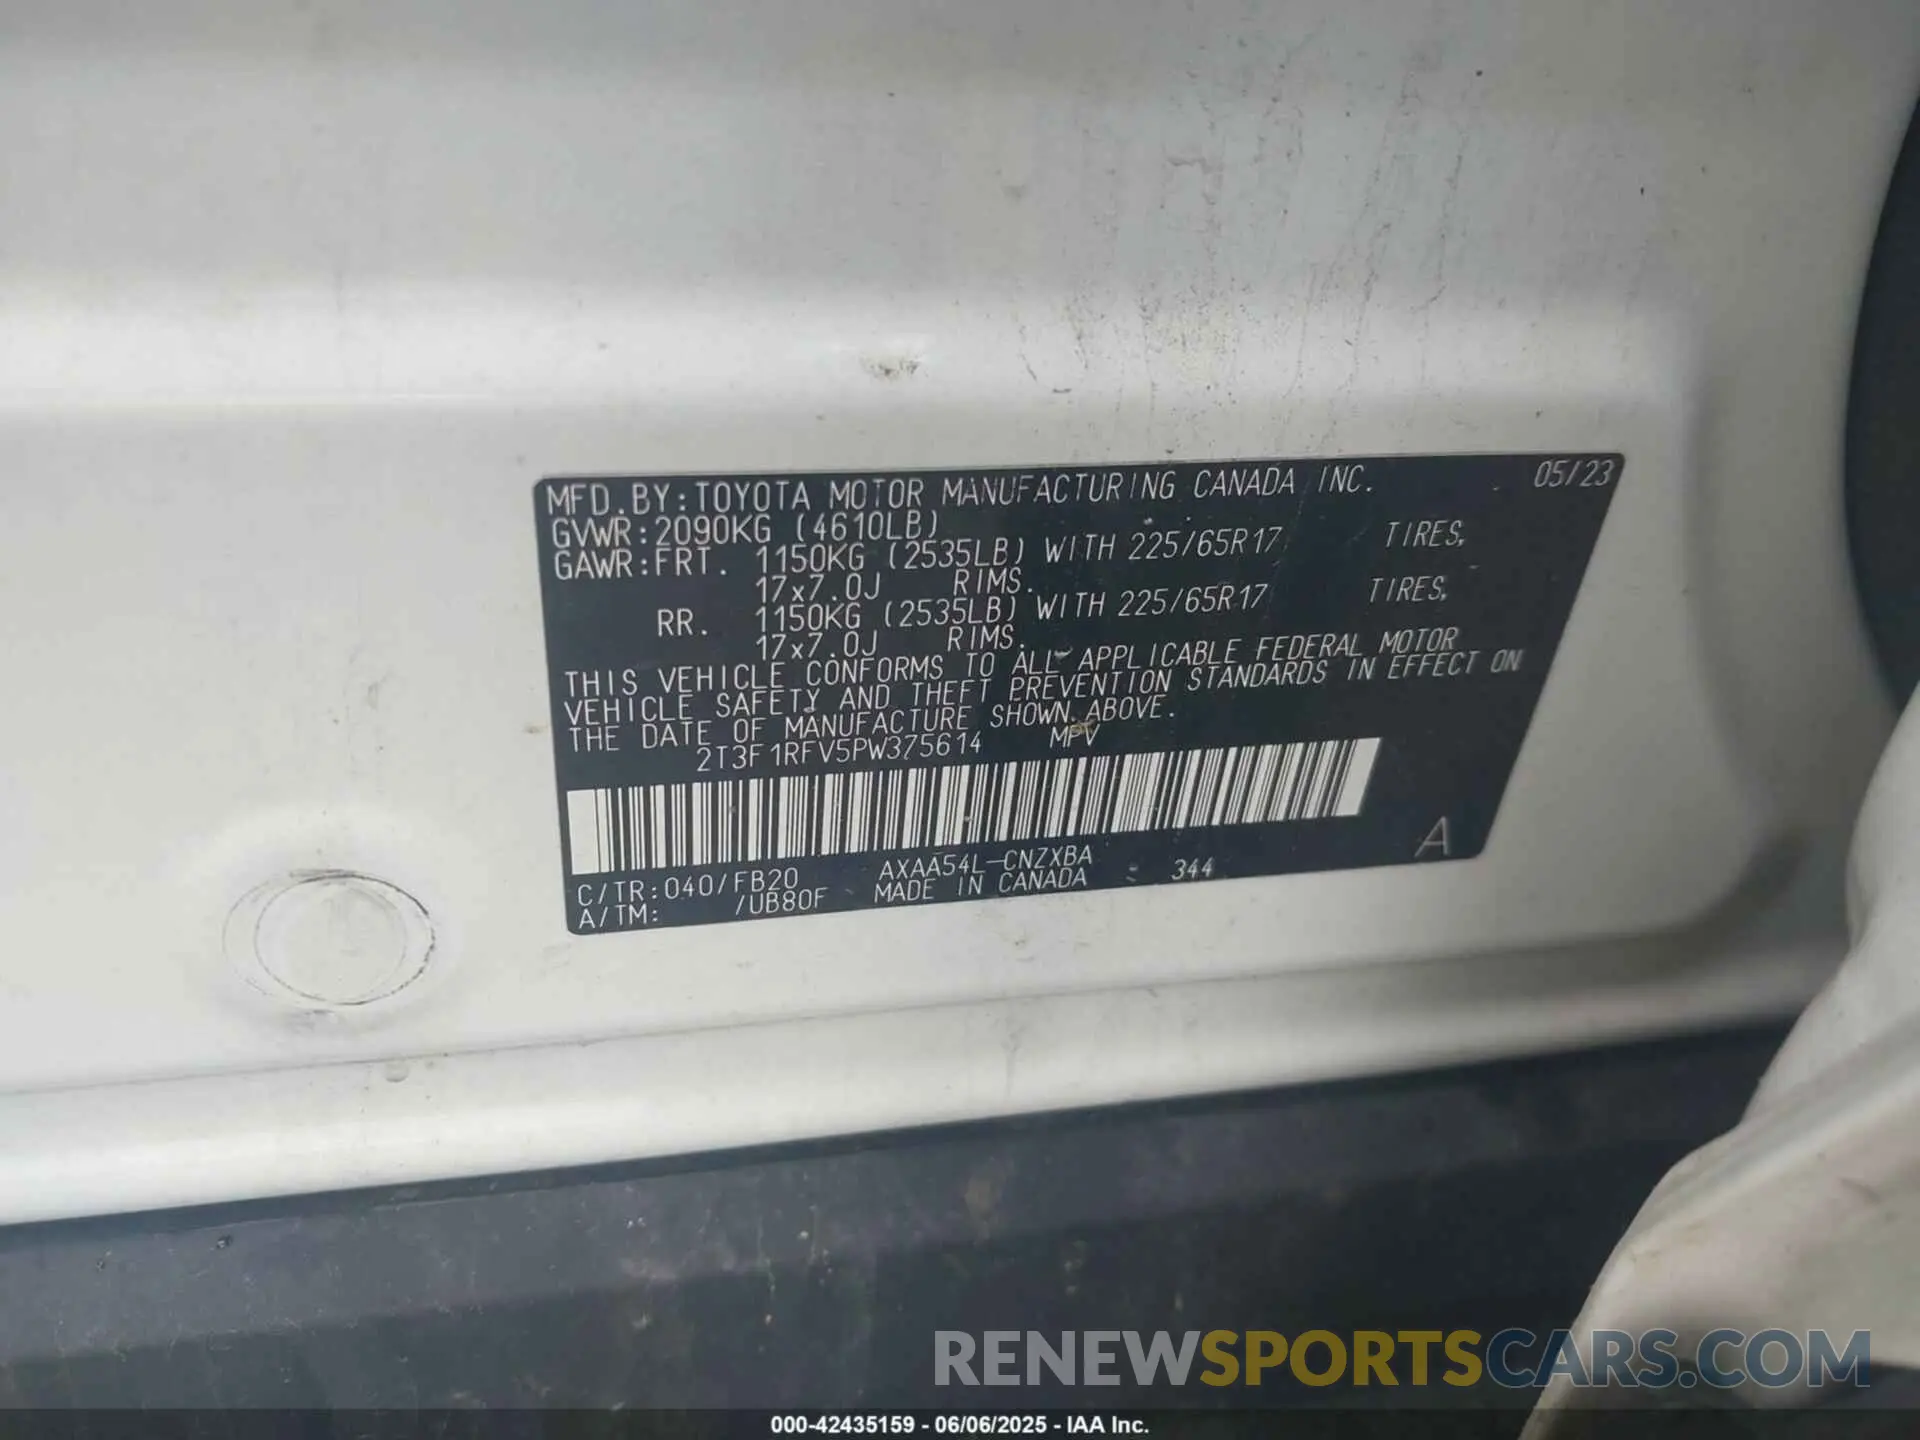 MFD.BY:TOYOTA MOTOR MANUFACTURING CANADA INC. 05/23
GVWR:2090KG (4610LB)
GAWR:FRT. 1150KG (2535LB) WITH 225/65R17 TIRES,
17x7.0J RIMS.
RR. 1150KG (2535LB) WITH 225/65R17 TIRES,
17x7.0J RIMS.
THIS VEHICLE CONFORMS TO ALL APPLICABLE FEDERAL MOTOR
VEHICLE SAFETY AND THEFT PREVENTION STANDARDS IN EFFECT ON
THE DATE OF MANUFACTURE SHOWN ABOVE.
2T3F1RFV5PW375614 MPV
C/TR:040/FB20 AXAA54L-CNZXBA 344 A
A/TM: /UB80F MADE IN CANADA
RENEWSPORTSCARS.COM
000-42435159 - 06/06/2025 - IAA Inc.